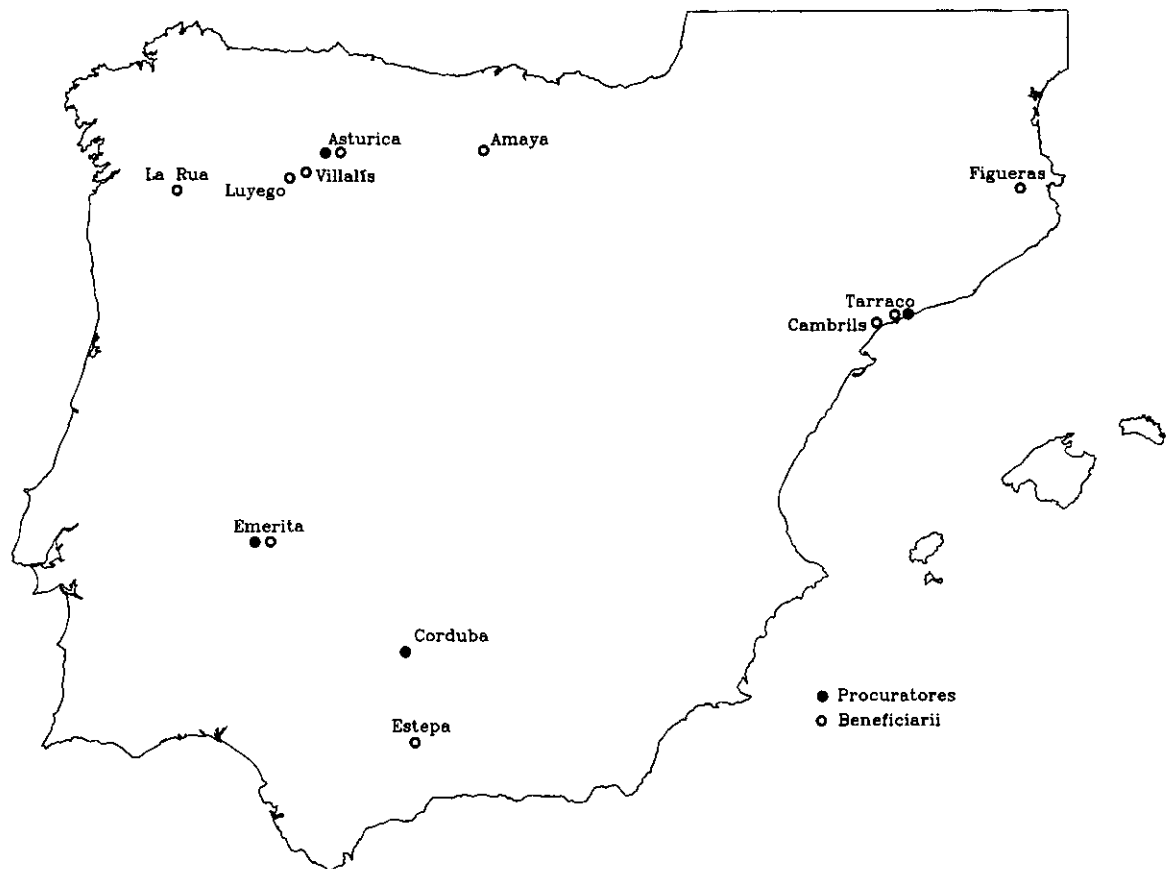 Asturica
Amaya
La Rua
Villalís
Luyego
Figueras
Tarraco
Cambrils
Emerita
Corduba
Procuratores
Beneficiarii
Estepa